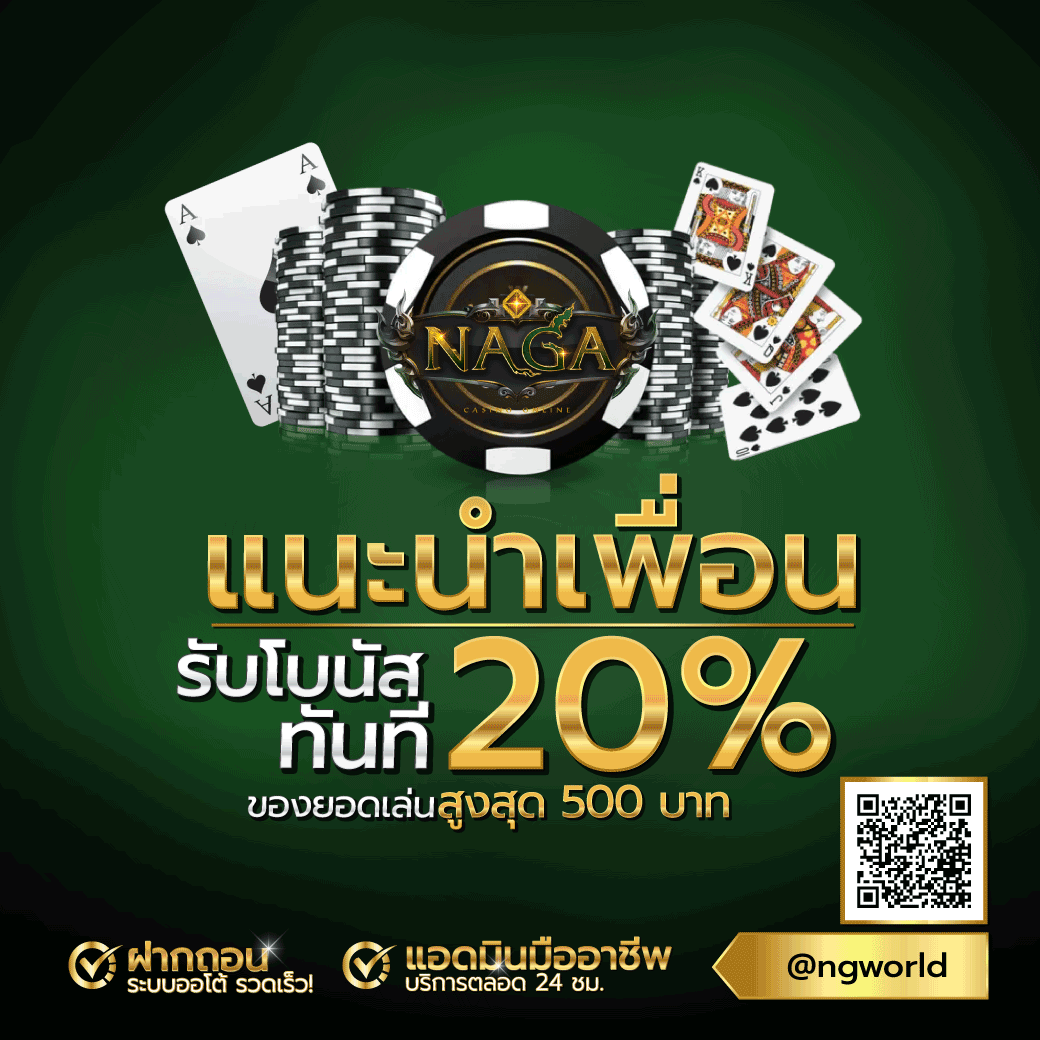 A
A
A
K
K
Q
J
10
NAGA
CASINO ONLINE
แนะนำเพื่อน
รับโบนัส
ทันที 20%
ของยอดเล่นสูงสุด 500 บาท
ฝากถอน
ระบบออโต้ รวดเร็ว!
แอดมินมืออาชีพ
บริการตลอด 24 ชม.
@ngworld